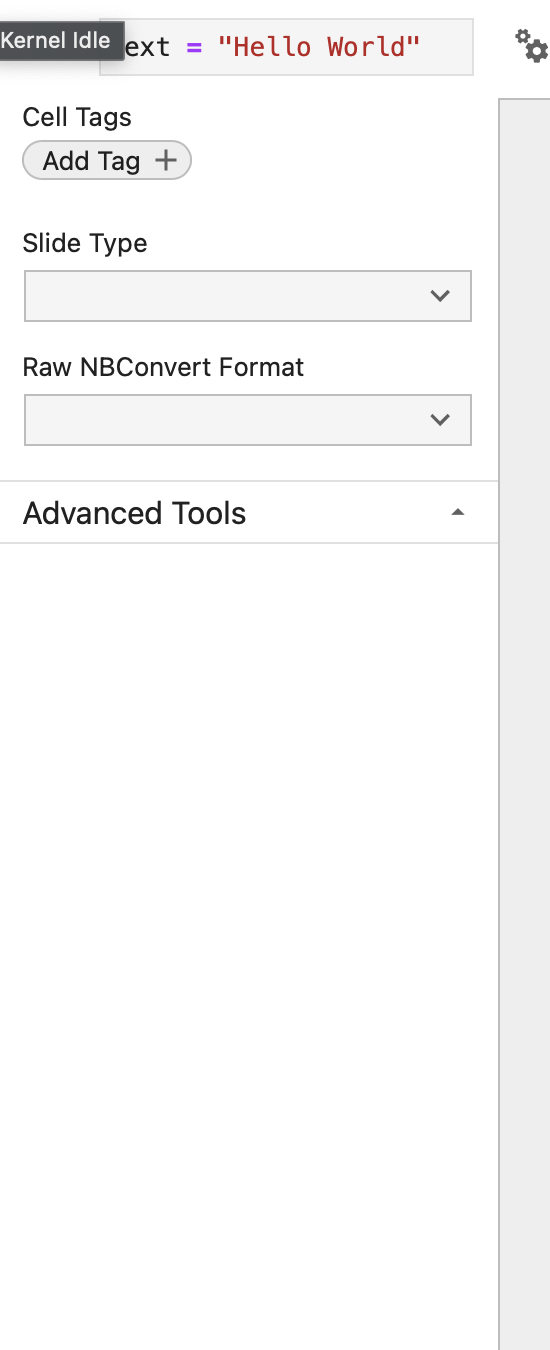 Kernel Idle
ext = "Hello World"
Cell Tags
Add Tag +
Slide Type
Raw NBConvert Format
Advanced Tools